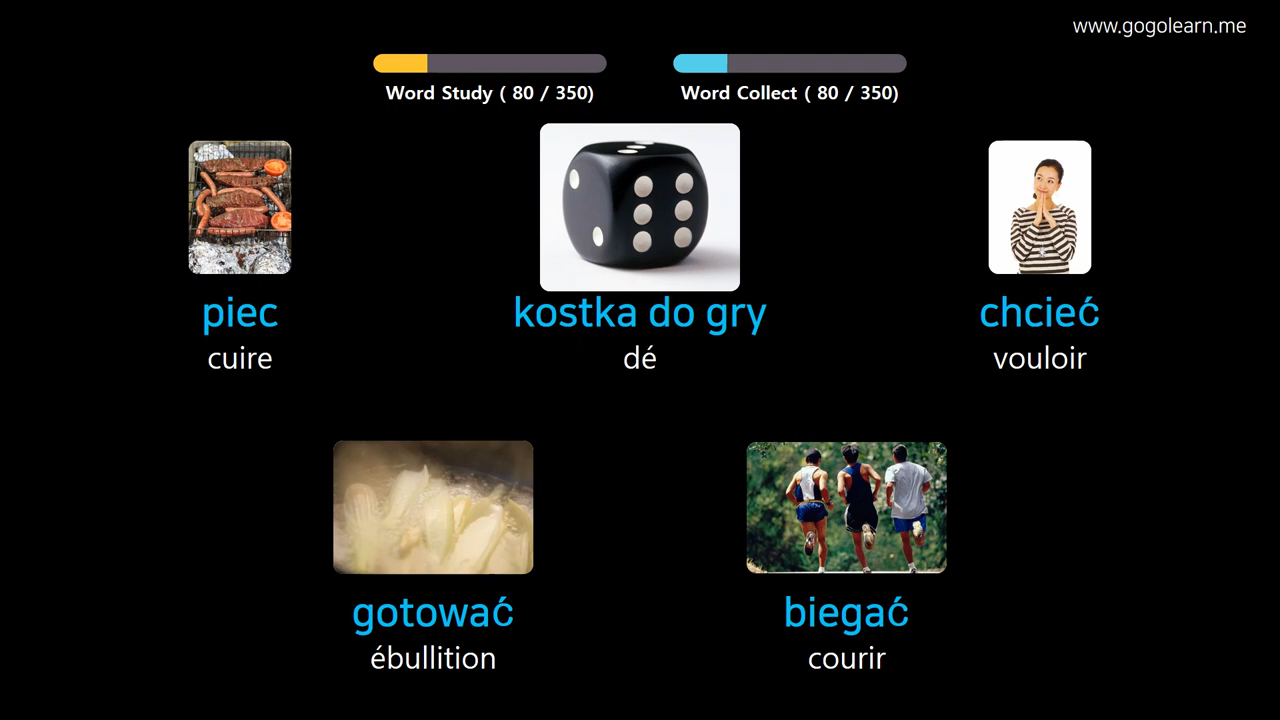 www.gogolearn.me
Word Study ( 80 / 350)
Word Collect ( 80 / 350)
piec
cuire
kostka do gry
dé
chcieć
vouloir
gotować
ébullition
biegać
courir